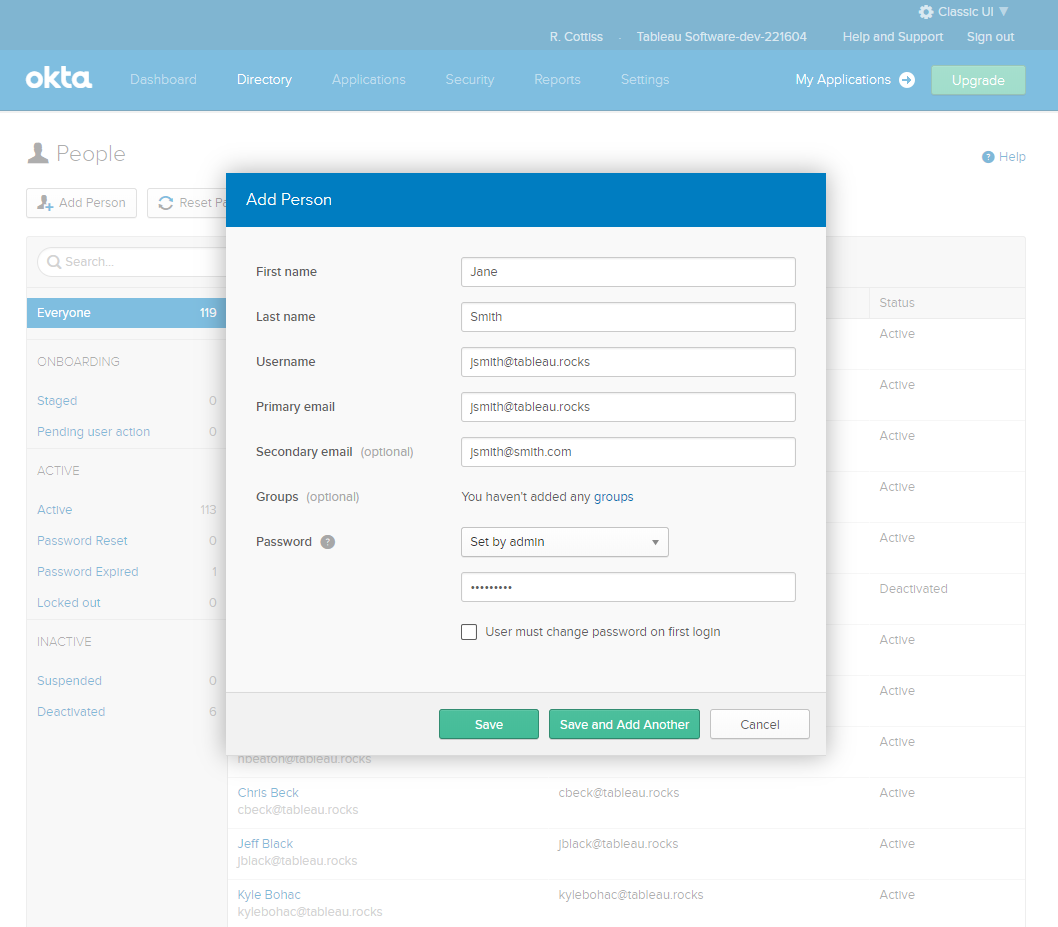 Classic UI
R. Cottiss · Tableau Software-dev-221604 Help and Support Sign out
okta Dashboard Directory Applications Security Reports Settings My Applications Upgrade
People
Help
Add Person Reset Pa
Add Person
Search...
First name Jane
Everyone 119
Status
Last name Smith
Active
ONBOARDING
Username jsmith@tableau.rocks
Active
Staged 0
Primary email jsmith@tableau.rocks
Pending user action 0
Active
Secondary email (optional) jsmith@smith.com
ACTIVE
Active
Groups (optional) You haven't added any groups
Active 113
Active
Password ? Set by admin
Password Reset 0
Password Expired 1
•••••••••
Deactivated
Locked out 0
User must change password on first login
INACTIVE
Active
Suspended 0
Active
Deactivated 6
Save Save and Add Another Cancel
Active
nbeaton@tableau.rocks
Chris Beck cbeck@tableau.rocks Active
cbeck@tableau.rocks
Jeff Black jblack@tableau.rocks Active
jblack@tableau.rocks
Kyle Bohac kylebohac@tableau.rocks Active
kylebohac@tableau.rocks